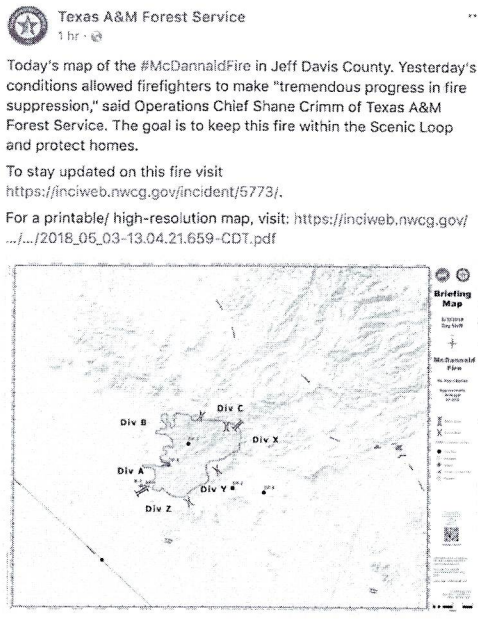 Texas A&M Forest Service
1 hr ·
Today's map of the #McDannaldFire in Jeff Davis County. Yesterday's
conditions allowed firefighters to make "tremendous progress in fire
suppression," said Operations Chief Shane Crimm of Texas A&M
Forest Service. The goal is to keep this fire within the Scenic Loop
and protect homes.
To stay updated on this fire visit
https://inciweb.nwcg.gov/incident/5773/.
For a printable/ high-resolution map, visit: https://inciweb.nwcg.gov/
.../.../2018_05_03-13.04.21.659-CDT.pdf
Briefing
Map
Day Shift
McDannald
Fire
Div C
Div B
Div X
Div A
Div Y
Div Z